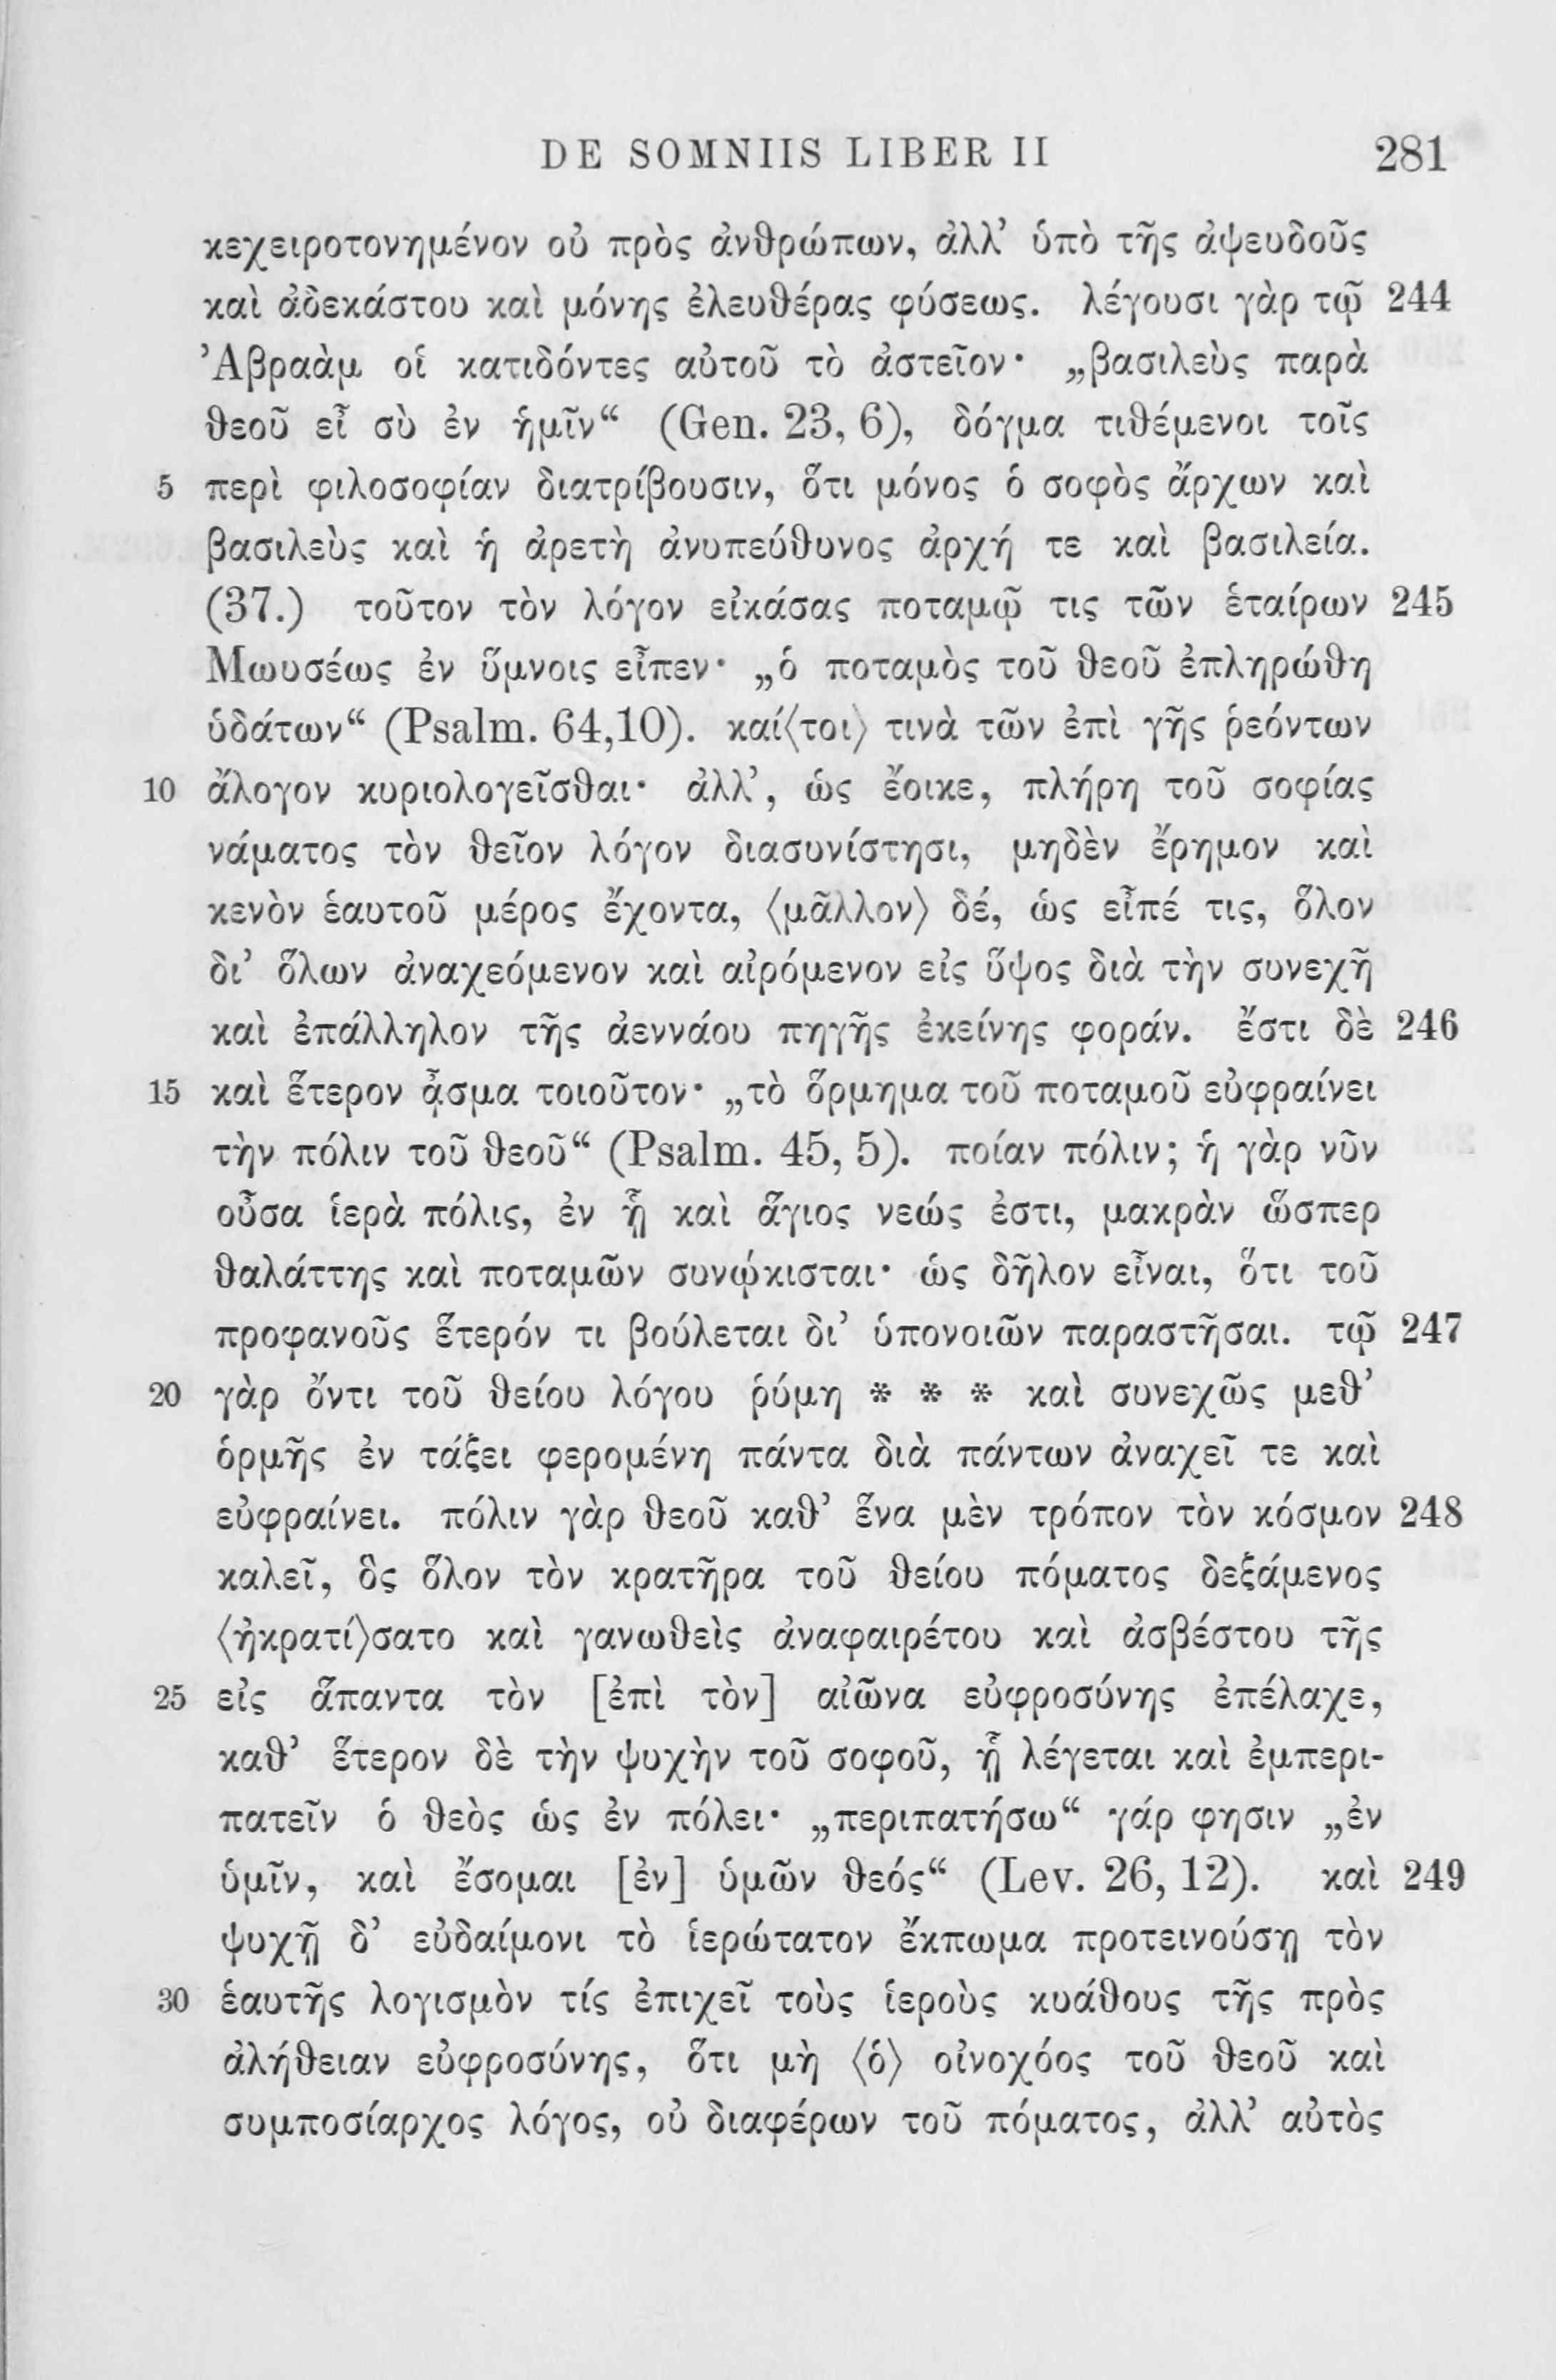 DE SOMNIIS LIBER II 281
κεχειροτονημένον οὐ πρὸς ἀνθρώπων, ἀλλ’ ὑπὸ τῆς ἀψευδοῦς
καὶ ἀδεκάστου καὶ μόνης ἐλευθέρας φύσεως. λέγουσι γὰρ τῷ 244
Ἀβραὰμ οἱ κατιδόντες αὐτοῦ τὸ ἀστεῖον· „βασιλεὺς παρὰ
θεοῦ εἶ σὺ ἐν ἡμῖν“ (Gen. 23, 6), δόγμα τιθέμενοι τοῖς
5 περὶ φιλοσοφίαν διατρίβουσιν, ὅτι μόνος ὁ σοφὸς ἄρχων καὶ
βασιλεὺς καὶ ἡ ἀρετὴ ἀνυπεύθυνος ἀρχή τε καὶ βασιλεία.
(37.) τοῦτον τὸν λόγον εἰκάσας ποταμῷ τις τῶν ἑταίρων 245
Μωυσέως ἐν ὕμνοις εἶπεν· „ὁ ποταμὸς τοῦ θεοῦ ἐπληρώθη
ὑδάτων“ (Psalm. 64,10). καί⟨τοι⟩ τινὰ τῶν ἐπὶ γῆς ῥεόντων
10 ἄλογον κυριολογεῖσθαι· ἀλλ’, ὡς ἔοικε, πλήρη τοῦ σοφίας
νάματος τὸν θεῖον λόγον διασυνίστησι, μηδὲν ἔρημον καὶ
κενὸν ἑαυτοῦ μέρος ἔχοντα, ⟨μᾶλλον⟩ δέ, ὡς εἶπέ τις, ὅλον
δι’ ὅλων ἀναχεόμενον καὶ αἰρόμενον εἰς ὕψος διὰ τὴν συνεχῆ
καὶ ἐπάλληλον τῆς ἀεννάου πηγῆς ἐκείνης φοράν. ἔστι δὲ 246
15 καὶ ἕτερον ᾆσμα τοιοῦτον· „τὸ ὅρμημα τοῦ ποταμοῦ εὐφραίνει
τὴν πόλιν τοῦ θεοῦ“ (Psalm. 45, 5). ποίαν πόλιν; ἡ γὰρ νῦν
οὖσα ἱερὰ πόλις, ἐν ᾗ καὶ ἅγιος νεώς ἐστι, μακρὰν ὥσπερ
θαλάττης καὶ ποταμῶν συνῴκισται· ὡς δῆλον εἶναι, ὅτι τοῦ
προφανοῦς ἕτερόν τι βούλεται δι’ ὑπονοιῶν παραστῆσαι. τῷ 247
20 γὰρ ὄντι τοῦ θείου λόγου ῥύμη * * * καὶ συνεχῶς μεθ’
ὁρμῆς ἐν τάξει φερομένη πάντα διὰ πάντων ἀναχεῖ τε καὶ
εὐφραίνει. πόλιν γὰρ θεοῦ καθ’ ἕνα μὲν τρόπον τὸν κόσμον 248
καλεῖ, ὃς ὅλον τὸν κρατῆρα τοῦ θείου πόματος δεξάμενος
⟨ἠκρατί⟩σατο καὶ γανωθεὶς ἀναφαιρέτου καὶ ἀσβέστου τῆς
25 εἰς ἅπαντα τὸν [ἐπὶ τὸν] αἰῶνα εὐφροσύνης ἐπέλαχε,
καθ’ ἕτερον δὲ τὴν ψυχὴν τοῦ σοφοῦ, ᾗ λέγεται καὶ ἐμπερι-
πατεῖν ὁ θεὸς ὡς ἐν πόλει· „περιπατήσω“ γάρ φησιν „ἐν
ὑμῖν, καὶ ἔσομαι [ἐν] ὑμῶν θεός“ (Lev. 26, 12). καὶ 249
ψυχῇ δ’ εὐδαίμονι τὸ ἱερώτατον ἔκπωμα προτεινούσῃ τὸν
30 ἑαυτῆς λογισμὸν τίς ἐπιχεῖ τοὺς ἱεροὺς κυάθους τῆς πρὸς
ἀλήθειαν εὐφροσύνης, ὅτι μὴ ⟨ὁ⟩ οἰνοχόος τοῦ θεοῦ καὶ
συμποσίαρχος λόγος, οὐ διαφέρων τοῦ πόματος, ἀλλ’ αὐτὸς